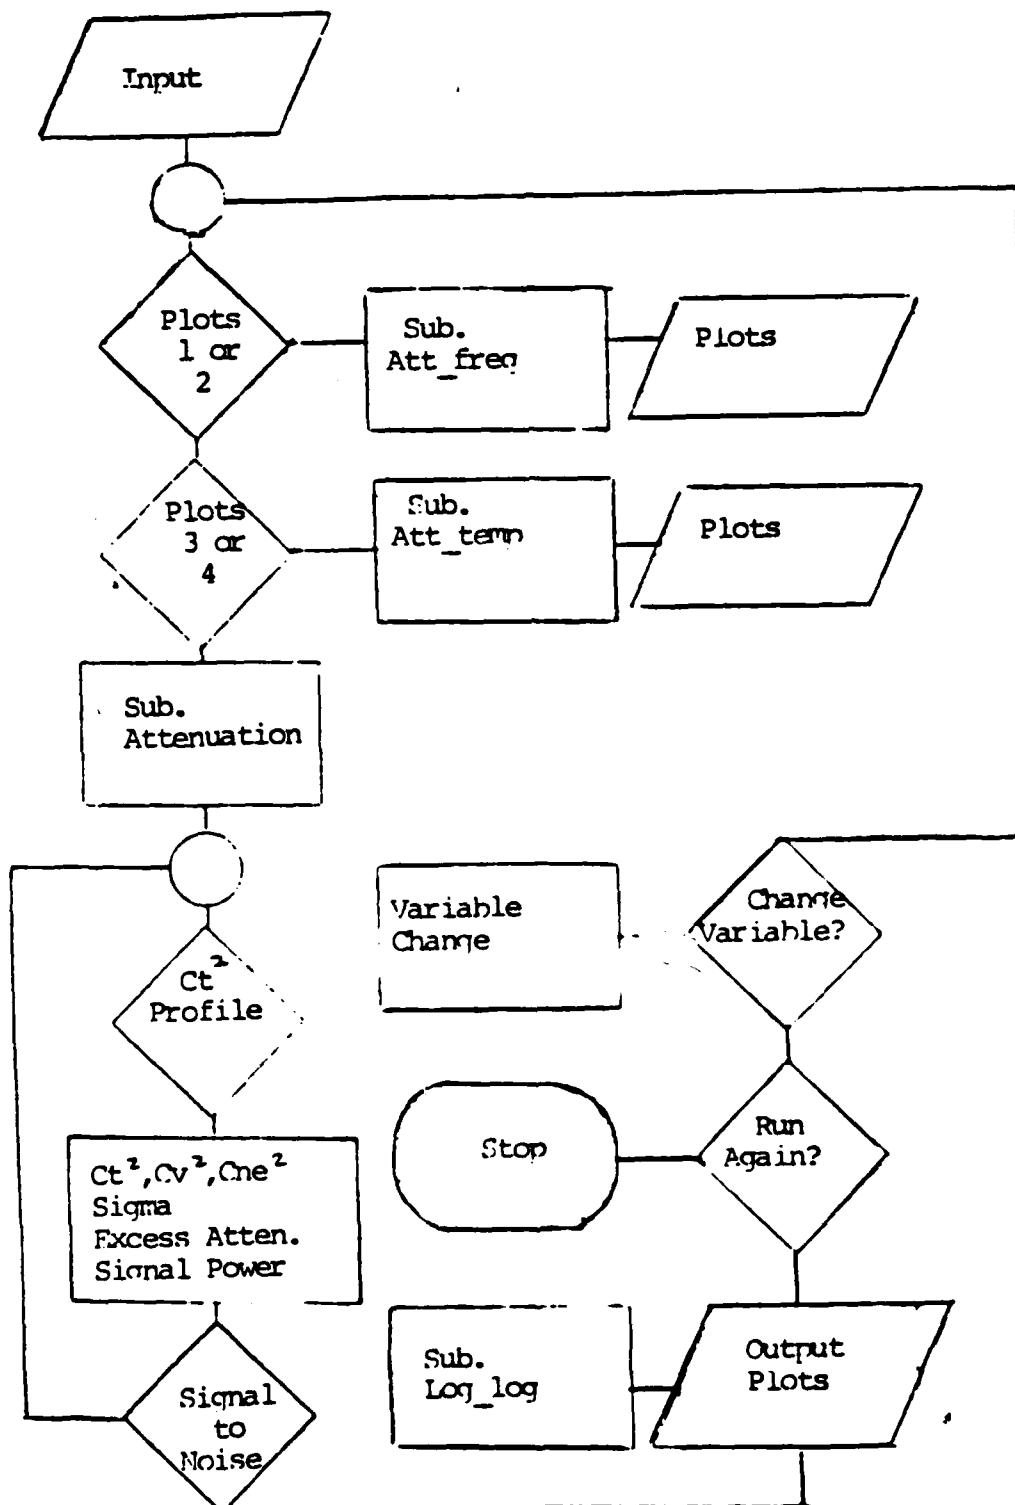 Input
Plots
1 or
2
Sub.
Att_freq
Plots
Plots
3 or
4
Sub.
Att_temp
Plots
Sub.
Attenuation
Ct²
Profile
Ct²,Cv²,Cne²
Sigma
Excess Atten.
Signal Power
Signal
to
Noise
Variable
Change
Change
Variable?
Stop
Run
Again?
Sub.
Log_log
Output
Plots